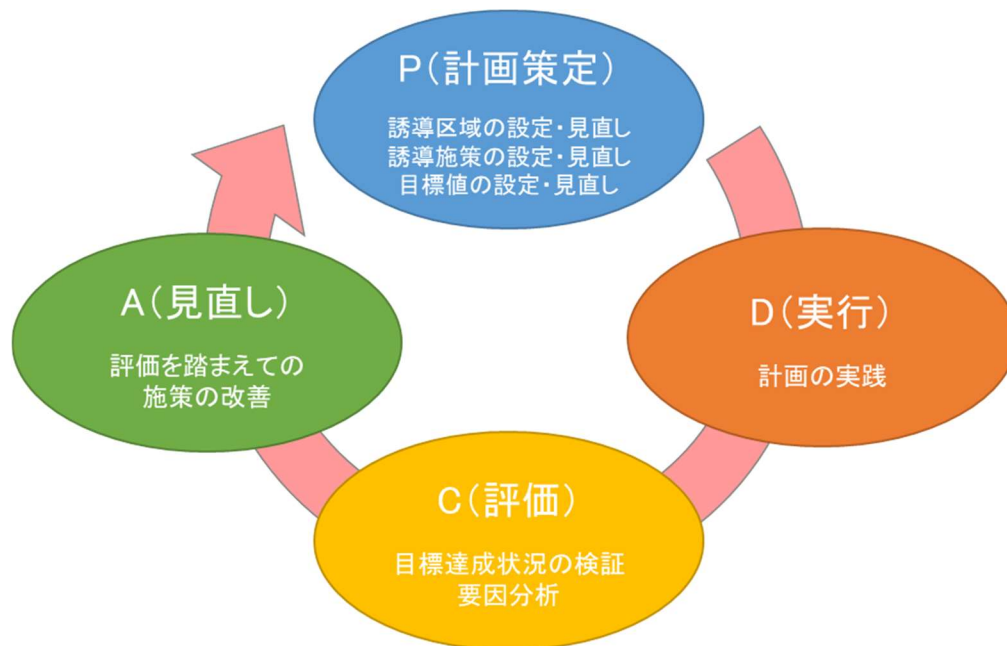 P(計画策定)
誘導区域の設定・見直し
誘導施策の設定・見直し
目標値の設定・見直し
D(実行)
計画の実践
C(評価)
目標達成状況の検証
要因分析
A(見直し)
評価を踏まえての
施策の改善